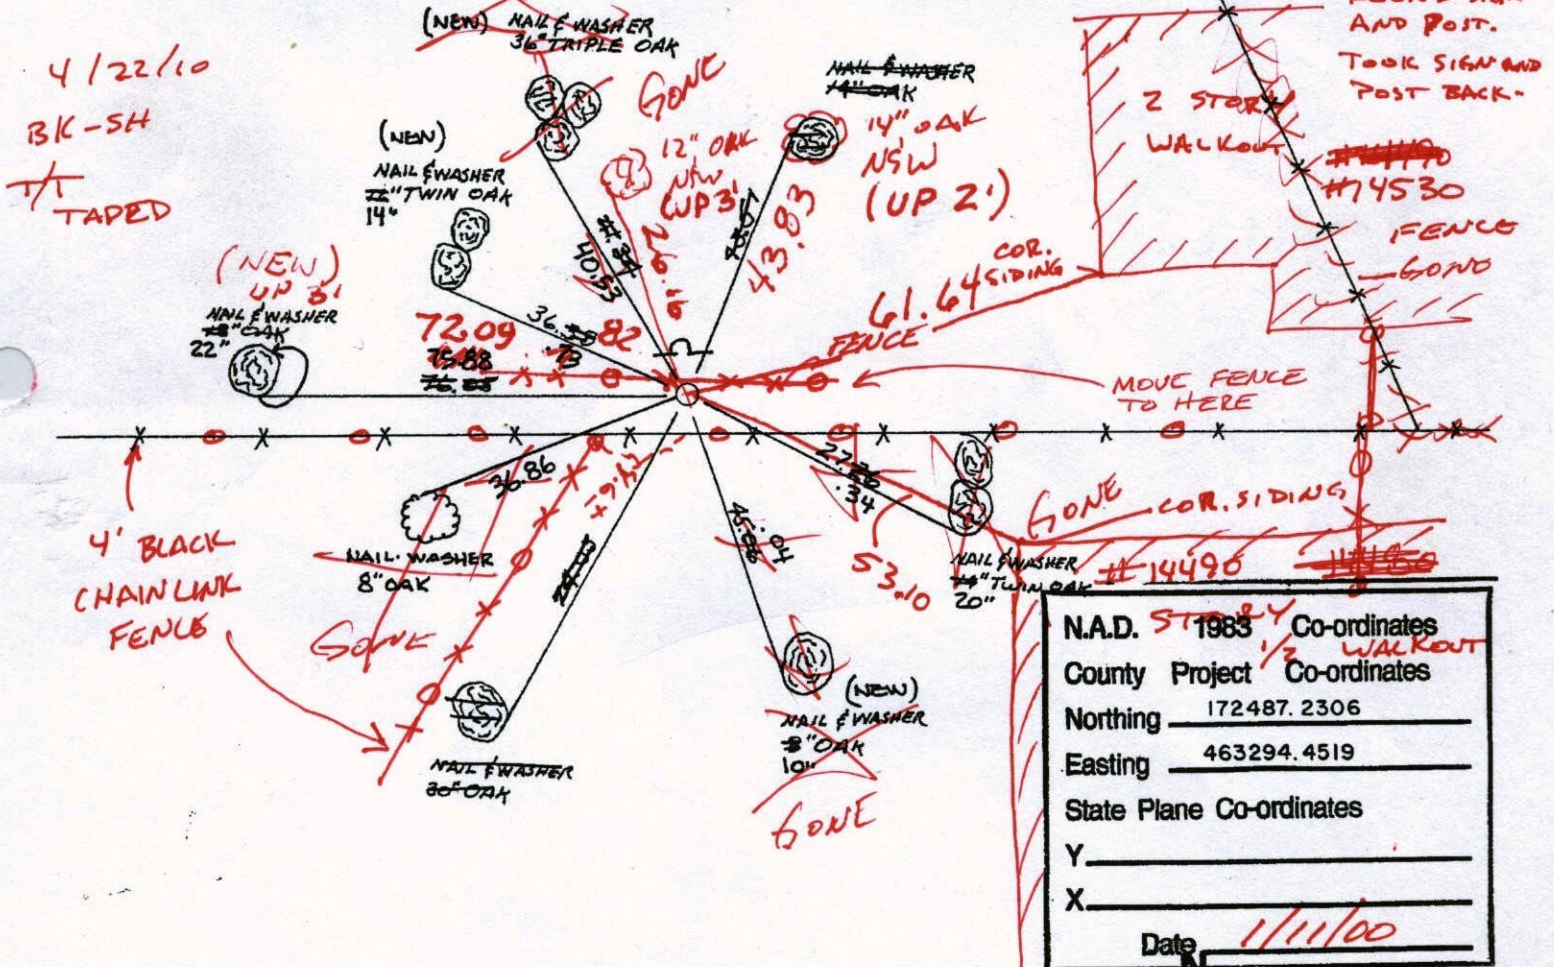 4/22/10
BK-SH
T/T
TAPED
(NEW) NAIL & WASHER
36" TRIPLE OAK
GONE
(NEW)
NAIL & WASHER
12" TWIN OAK
14"
12" OAK
NSW
(UP 3'
NAIL & WASHER
14" OAK
14" OAK
NSW
(UP 2')
AND POST.
TOOK SIGN AND
POST BACK.
2 STORY
WALKOUT
#14530
FENCE
GONE
(NEW)
UP 3'
NAIL & WASHER
22"
72.09
75.88
36.
82
.73
40.53
43.83
61.64
COR.
SIDING
FENCE
MOVE FENCE
TO HERE
36.86
27.26
.34
45.06
.04
53.10
GONE
COR. SIDING
#14490
NAIL & WASHER
TWIN OAK
20"
4' BLACK
CHAINLINK
FENCE
NAIL. WASHER
8" OAK
GONE
NAIL & WASHER
30" OAK
(NEW)
NAIL & WASHER
8" OAK
10"
GONE
STORY
1/2 WALKOUT
N.A.D. 1983 Co-ordinates
County Project Co-ordinates
Northing 172487.2306
Easting 463294.4519
State Plane Co-ordinates
Y
X
Date 1/11/00